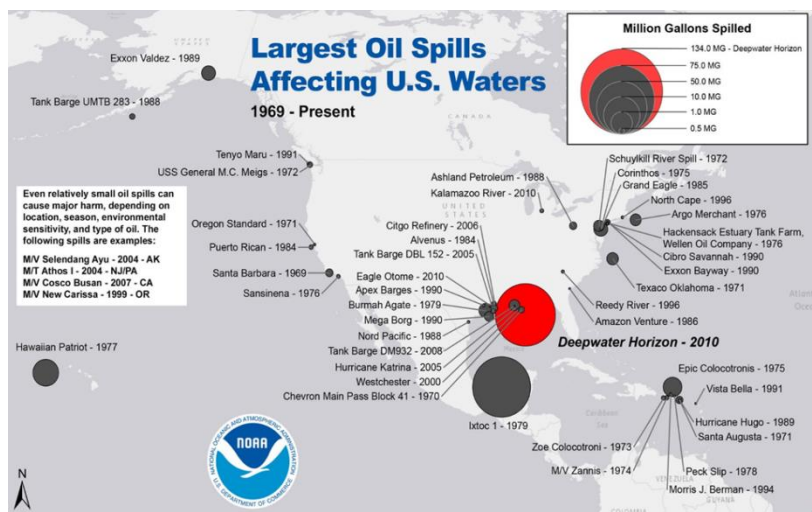 Largest Oil Spills
Affecting U.S. Waters
1969 - Present
Million Gallons Spilled
134.0 MG - Deepwater Horizon
75.0 MG
50.0 MG
10.0 MG
1.0 MG
0.5 MG
Exxon Valdez - 1989
Tank Barge UMTB 283 - 1988
Tenyo Maru - 1991
USS General M.C. Meigs - 1972
Even relatively small oil spills can
cause major harm, depending on
location, season, environmental
sensitivity, and type of oil. The
following spills are examples:
M/V Selendang Ayu - 2004 - AK
M/T Athos I - 2004 - NJ/PA
M/V Cosco Busan - 2007 - CA
M/V New Carissa - 1999 - OR
Oregon Standard - 1971
Puerto Rican - 1984
Santa Barbara - 1969
Sansinena - 1976
Hawaiian Patriot - 1977
CANADA
UNITED
STATES
Ashland Petroleum - 1988
Kalamazoo River - 2010
Schuylkill River Spill - 1972
Corinthos - 1975
Grand Eagle - 1985
North Cape - 1996
Argo Merchant - 1976
Hackensack Estuary Tank Farm,
Wellen Oil Company - 1976
Cibro Savannah - 1990
Exxon Bayway - 1990
Texaco Oklahoma - 1971
Reedy River - 1996
Amazon Venture - 1986
Citgo Refinery - 2006
Alvenus - 1984
Tank Barge DBL 152 - 2005
Eagle Otome - 2010
Apex Barges - 1990
Burmah Agate - 1979
Mega Borg - 1990
Nord Pacific - 1988
Tank Barge DM932 - 2008
Hurricane Katrina - 2005
Westchester - 2000
Chevron Main Pass Block 41 - 1970
Deepwater Horizon - 2010
Ixtoc 1 - 1979
Epic Colocotronis - 1975
Vista Bella - 1991
Hurricane Hugo - 1989
Santa Augusta - 1971
Zoe Colocotroni - 1973
M/V Zannis - 1974
Peck Slip - 1978
Morris J. Berman - 1994
NATIONAL OCEANIC AND ATMOSPHERIC ADMINISTRATION
NOAA
U.S. DEPARTMENT OF COMMERCE
N